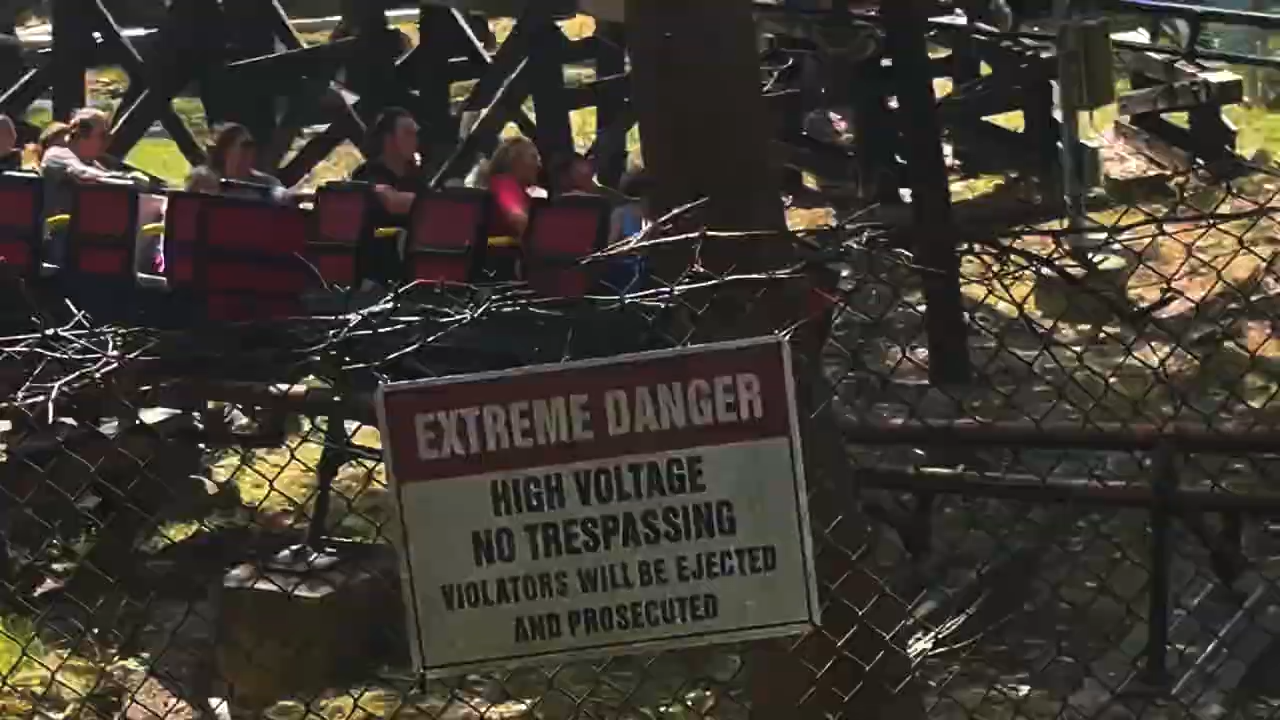 EXTREME DANGER
HIGH VOLTAGE
NO TRESPASSING
VIOLATORS WILL BE EJECTED
AND PROSECUTED